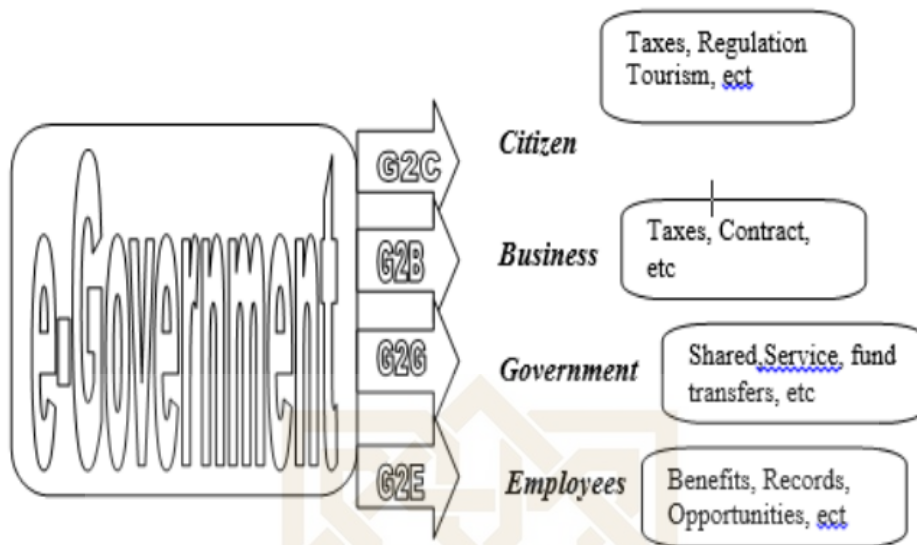 e-Government
G2C
Citizen
Taxes, Regulation
Tourism, ect
G2B
Business
Taxes, Contract,
etc
G2G
Government
Shared,Service, fund
transfers, etc
G2E
Employees
Benefits, Records,
Opportunities, ect